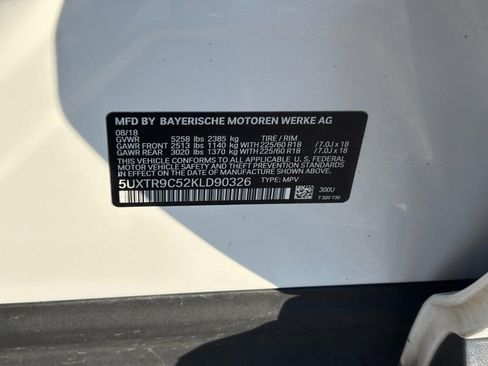 MFD BY BAYERISCHE MOTOREN WERKE AG
08/18
GVWR 5258 lbs 2385 kg TIRE / RIM
GAWR FRONT 2513 lbs 1140 kg WITH 225/60 R18 / 7.0J x 18
GAWR REAR 3020 lbs 1370 kg WITH 225/60 R18 / 7.0J x 18
THIS VEHICLE CONFORMS TO ALL APPLICABLE U.S. FEDERAL
MOTOR VEHICLE SAFETY AND THEFT PREVENTION STANDARDS
IN EFFECT ON THE DATE OF MANUFACTURE SHOWN ABOVE.
5UXTR9C52KLD90326 TYPE: MPV
300U
7 320 730